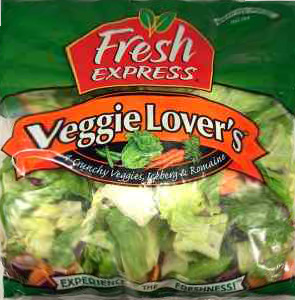 Fresh
EXPRESS
Veggie Lover's
Crunchy Veggies, Iceberg & Romaine
EXPERIENCE THE FRESHNESS!